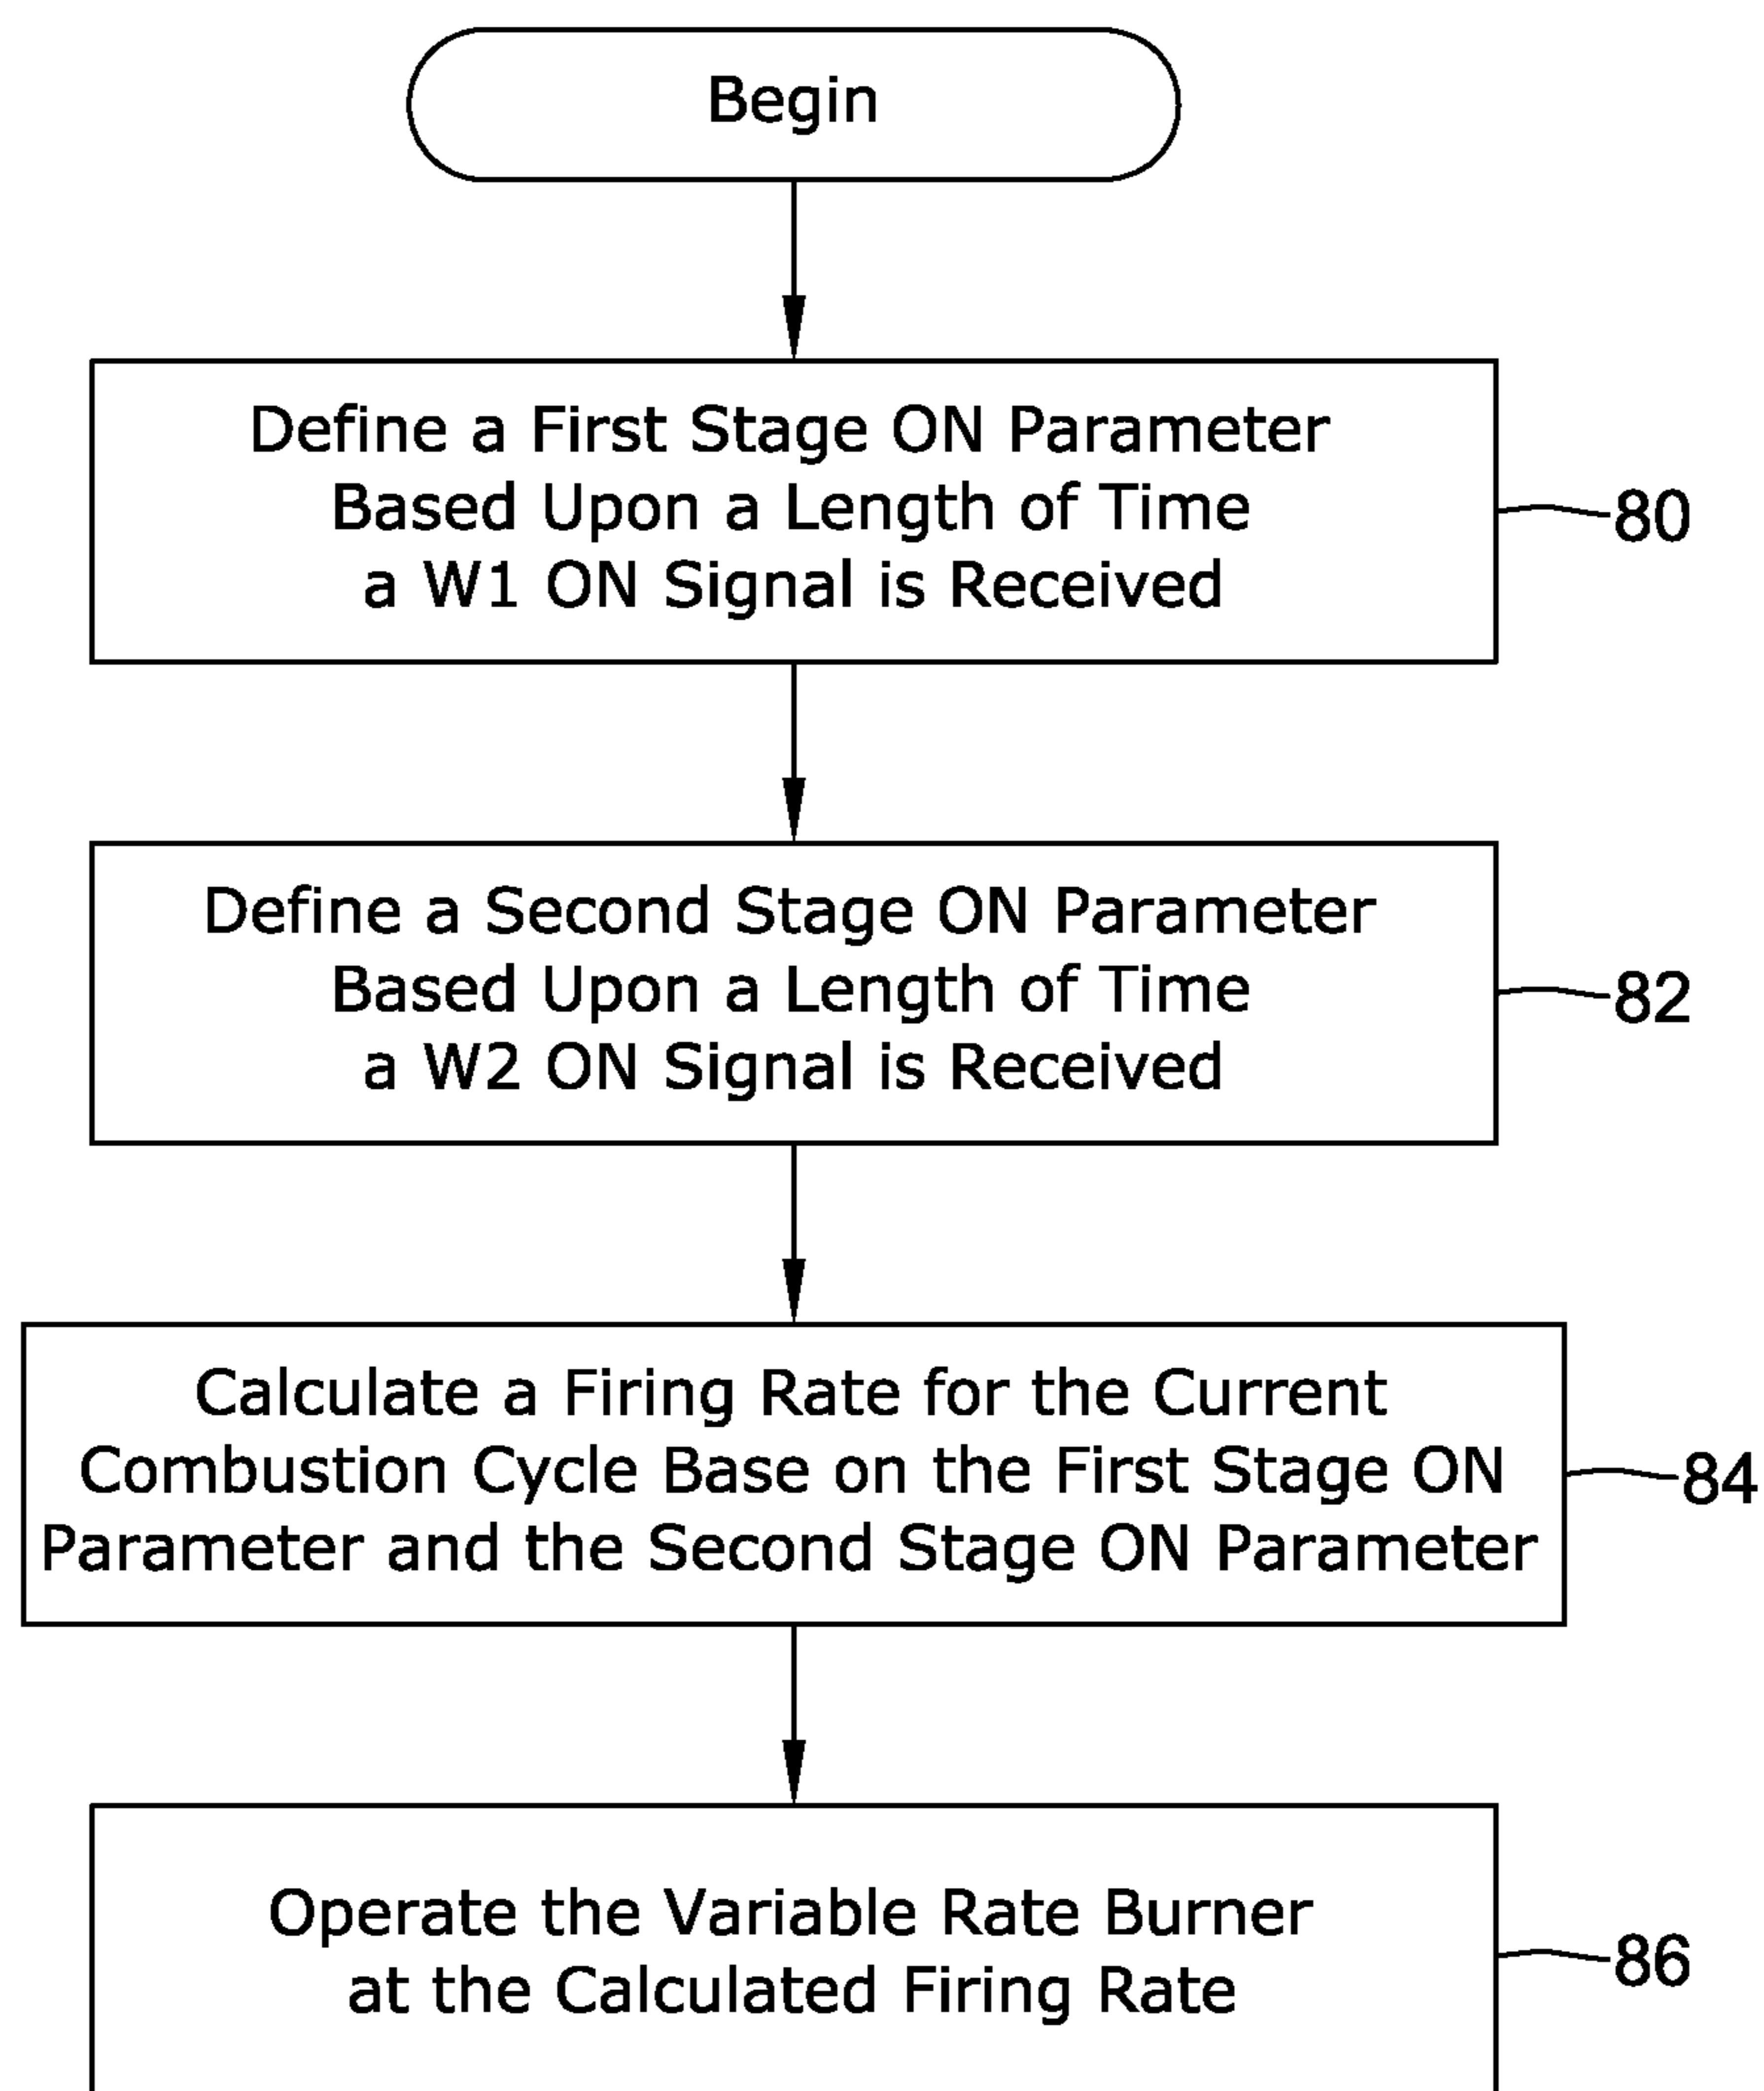 Begin
Define a First Stage ON Parameter
Based Upon a Length of Time
a W1 ON Signal is Received
80
Define a Second Stage ON Parameter
Based Upon a Length of Time
a W2 ON Signal is Received
82
Calculate a Firing Rate for the Current
Combustion Cycle Base on the First Stage ON
Parameter and the Second Stage ON Parameter
84
Operate the Variable Rate Burner
at the Calculated Firing Rate
86